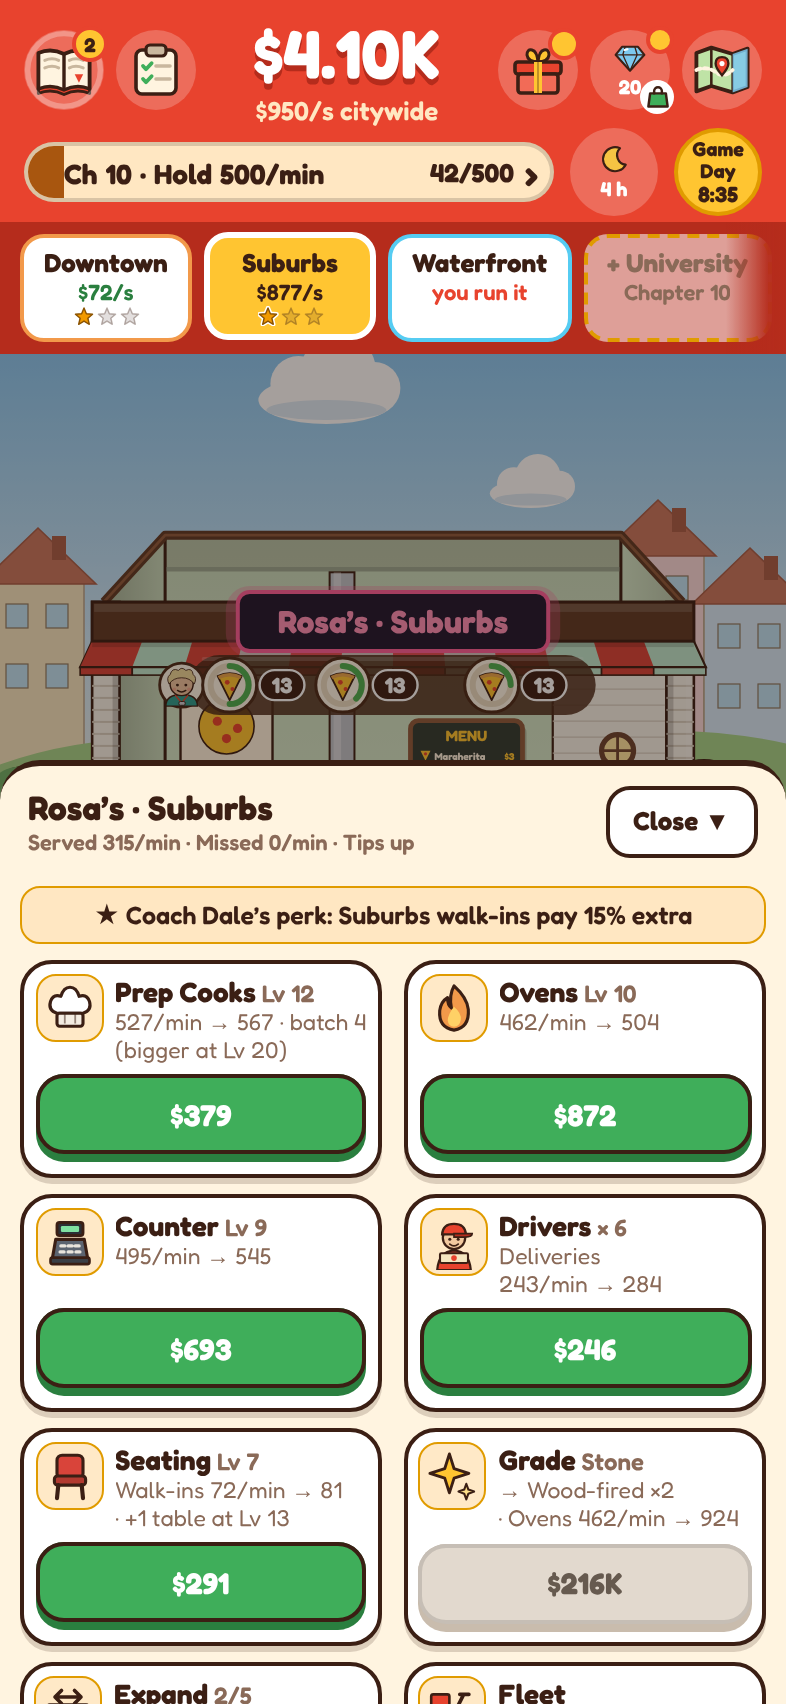 2
$4.10K
$950/s citywide
20
Ch 10 · Hold 500/min
42/500 ›
4 h
Game
Day
8:35
Downtown
$72/s
Suburbs
$877/s
Waterfront
you run it
+ University
Chapter 10
Rosa's · Suburbs
13
13
13
MENU
Margherita $3
Rosa's · Suburbs
Served 315/min · Missed 0/min · Tips up
Close ▼
★ Coach Dale's perk: Suburbs walk-ins pay 15% extra
Prep Cooks Lv 12
527/min → 567 · batch 4
(bigger at Lv 20)
$379
Ovens Lv 10
462/min → 504
$872
Counter Lv 9
495/min → 545
$693
Drivers × 6
Deliveries
243/min → 284
$246
Seating Lv 7
Walk-ins 72/min → 81
· +1 table at Lv 13
$291
Grade Stone
→ Wood-fired ×2
· Ovens 462/min → 924
$216K
Expand 2/5
Fleet